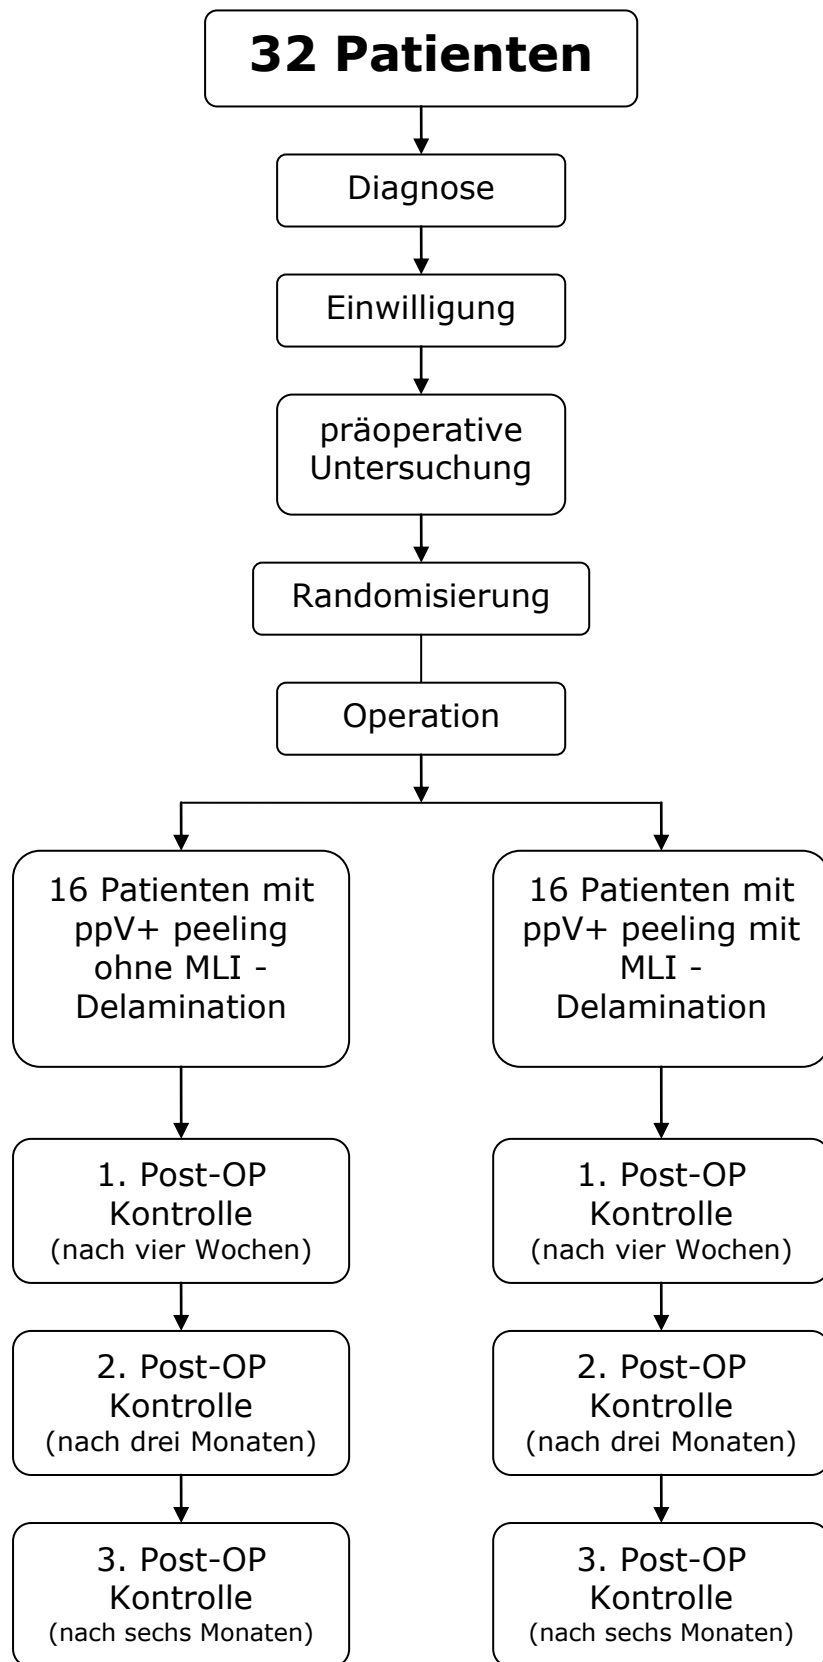 32 Patienten
Diagnose
Einwilligung
präoperative
Untersuchung
Randomisierung
Operation
16 Patienten mit
ppV+ peeling
ohne MLI -
Delamination
16 Patienten mit
ppV+ peeling mit
MLI -
Delamination
1. Post-OP
Kontrolle
(nach vier Wochen)
1. Post-OP
Kontrolle
(nach vier Wochen)
2. Post-OP
Kontrolle
(nach drei Monaten)
2. Post-OP
Kontrolle
(nach drei Monaten)
3. Post-OP
Kontrolle
(nach sechs Monaten)
3. Post-OP
Kontrolle
(nach sechs Monaten)